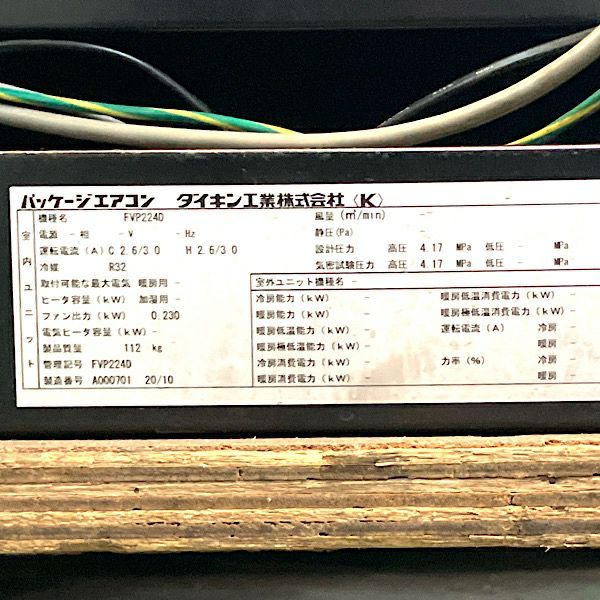 パッケージエアコン ダイキン工業株式会社〈K〉
室内ユニット
機種名 FVP224D
電源 - 相 - V - Hz
運転電流 (A) C 2.6/3.0 H 2.6/3.0
冷媒 R32
取付可能な最大電気 暖房用 -
ヒータ容量 (kW) 加湿用 -
ファン出力 (kW) 0.230
電気ヒータ容量 (kW) -
製品質量 112 kg
管理記号 FVP224D
製造番号 A000701 20/10
風量 (m³/min) -
静圧(Pa) -
設計圧力 高圧 4.17 MPa 低圧 - MPa
気密試験圧力 高圧 4.17 MPa 低圧 - MPa
室外ユニット機種名 -
冷房能力 (kW) -
暖房能力 (kW) -
暖房低温能力 (kW) -
暖房極低温能力 (kW) -
冷房消費電力 (kW) -
暖房消費電力 (kW) -
暖房低温消費電力 (kW) -
暖房極低温消費電力 (kW) -
運転電流 (A) 冷房 -
暖房 -
力率 (%) 冷房 -
暖房 -